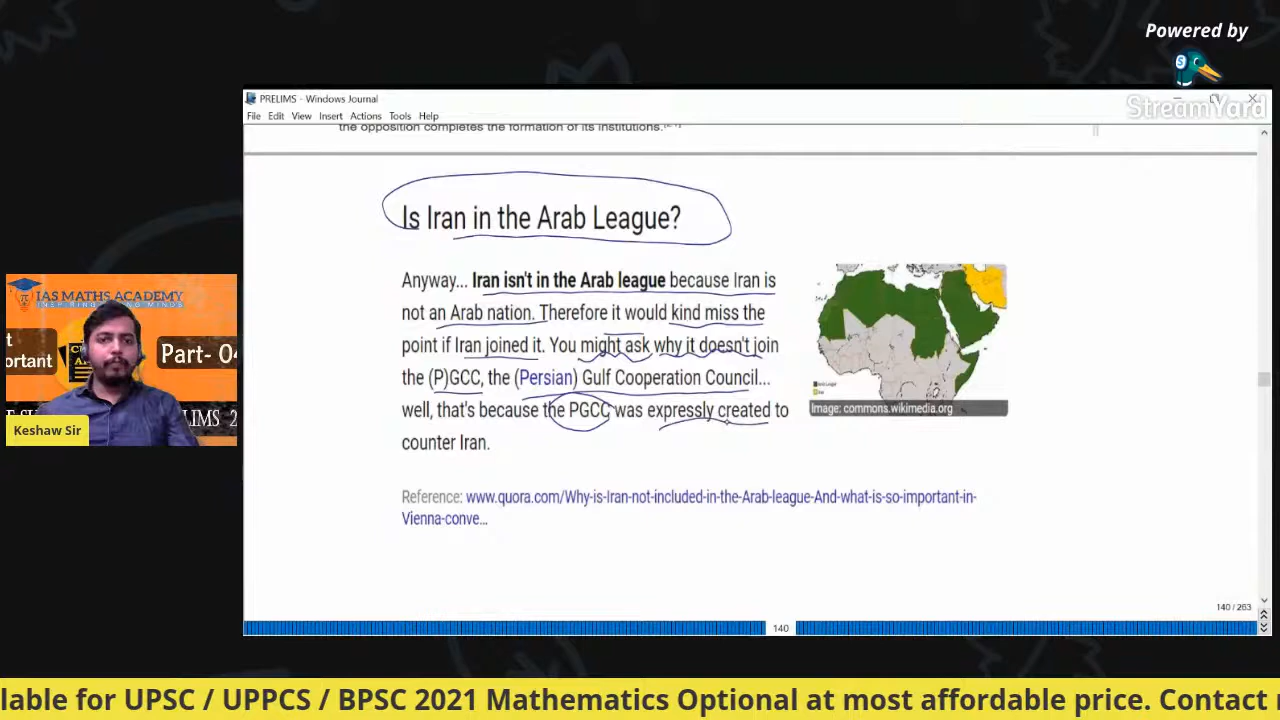 Powered by
StreamYard
PRELIMS - Windows Journal
File Edit View Insert Actions Tools Help
the opposition completes the formation of its institutions.
Is Iran in the Arab League?
Anyway... Iran isn't in the Arab league because Iran is
not an Arab nation. Therefore it would kind miss the
point if Iran joined it. You might ask why it doesn't join
the (P)GCC, the (Persian) Gulf Cooperation Council...
well, that's because the PGCC was expressly created to
counter Iran.
Image: commons.wikimedia.org
Reference: www.quora.com/Why-is-Iran-not-included-in-the-Arab-league-And-what-is-so-important-in-
Vienna-conve...
140 / 263
140
IAS MATHS ACADEMY
INSPIRING MINDS
portant
Part- 04
LIMS 2
Keshaw Sir
lable for UPSC / UPPCS / BPSC 2021 Mathematics Optional at most affordable price. Contact